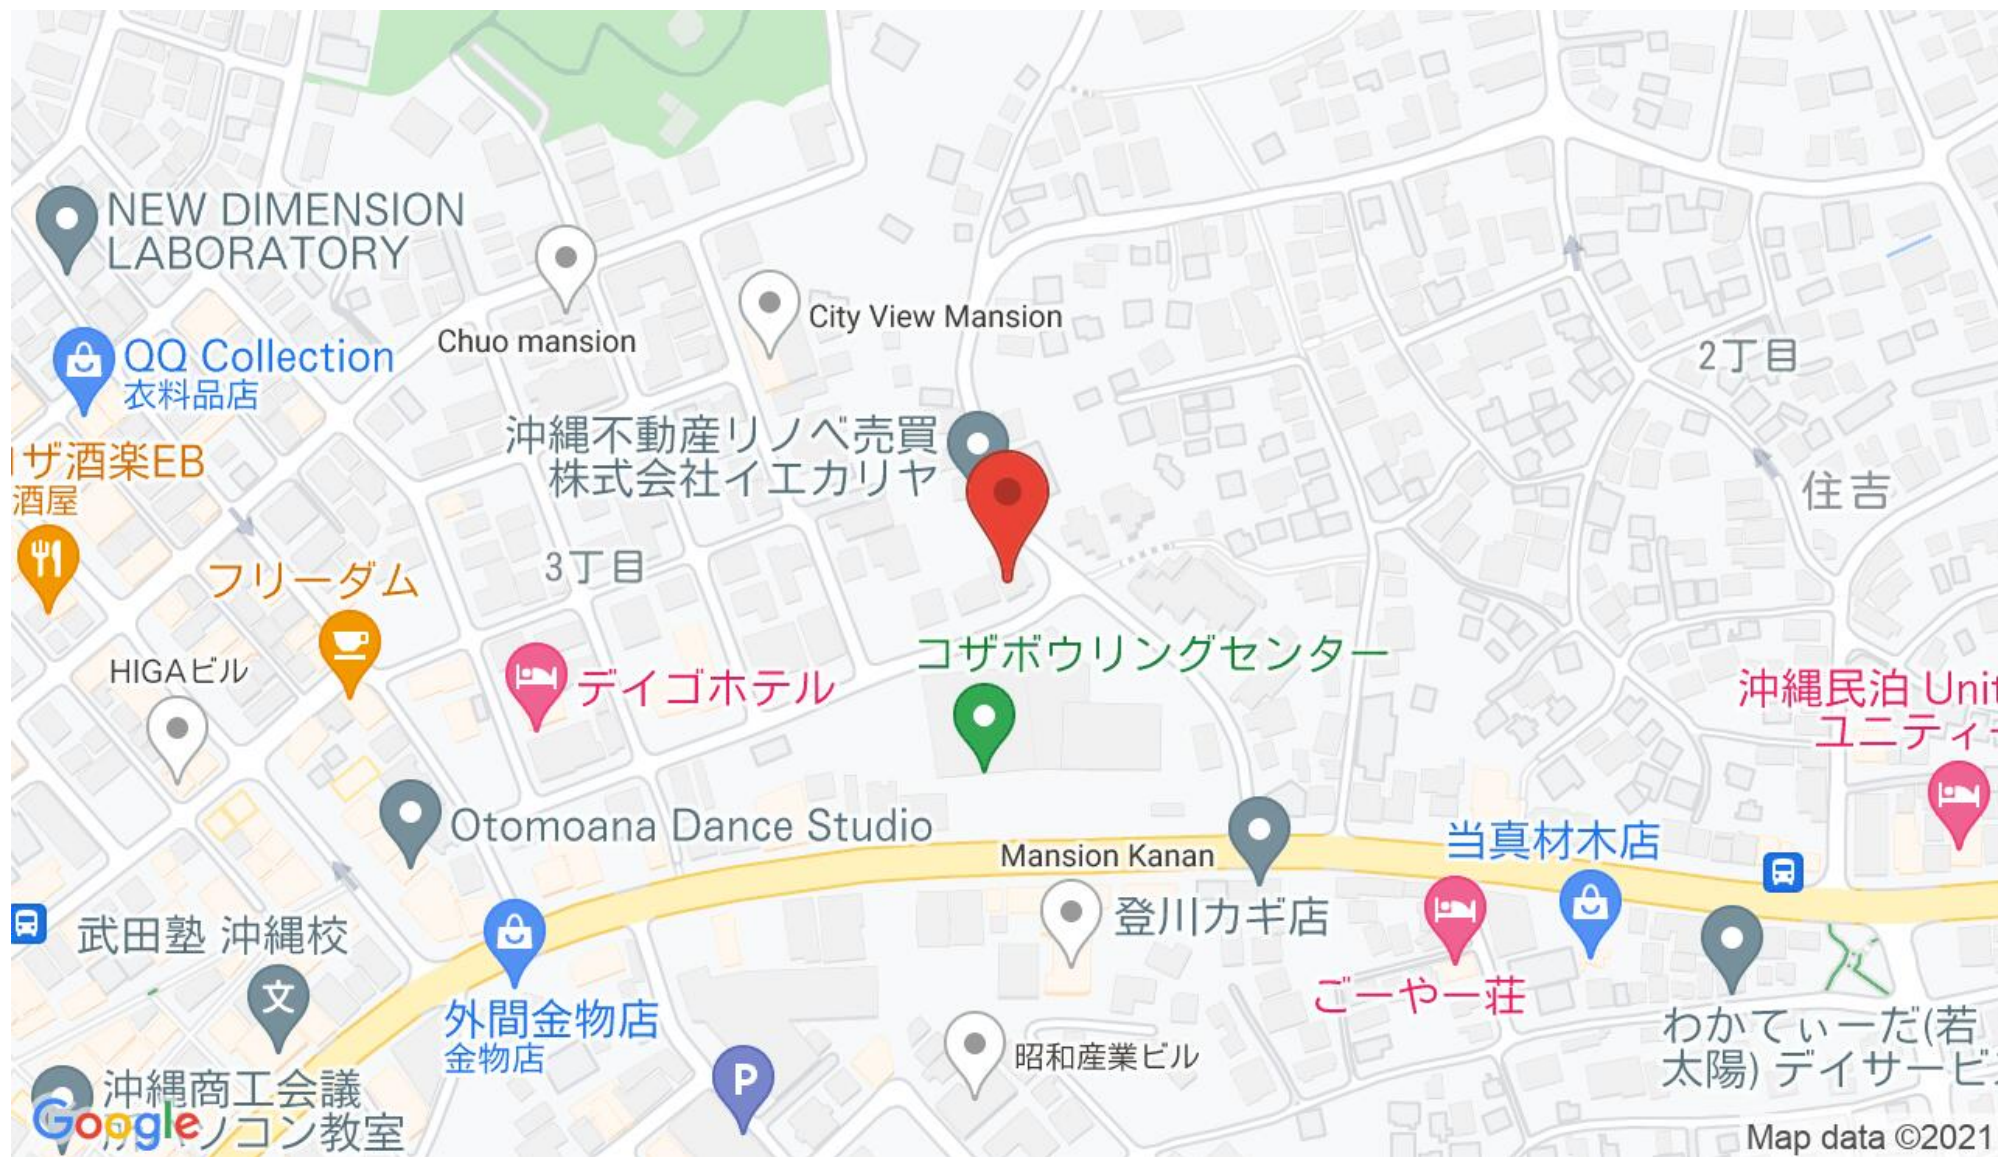 NEW DIMENSION
LABORATORY
QQ Collection
衣料品店
Chuo mansion
City View Mansion
沖縄不動産リノベ売買
株式会社イエカリヤ
2丁目
住吉
ザ酒楽EB
酒屋
フリーダム
3丁目
HIGAビル
デイゴホテル
コザボウリングセンター
沖縄民泊 Unit
ユニティ
Otomoana Dance Studio
Mansion Kanan
登川カギ店
当真材木店
ごーやー荘
武田塾 沖縄校
文
外間金物店
金物店
P
昭和産業ビル
わかてぃーだ(若
太陽) デイサービ
沖縄商工会議
ソコン教室
Google
Map data ©2021